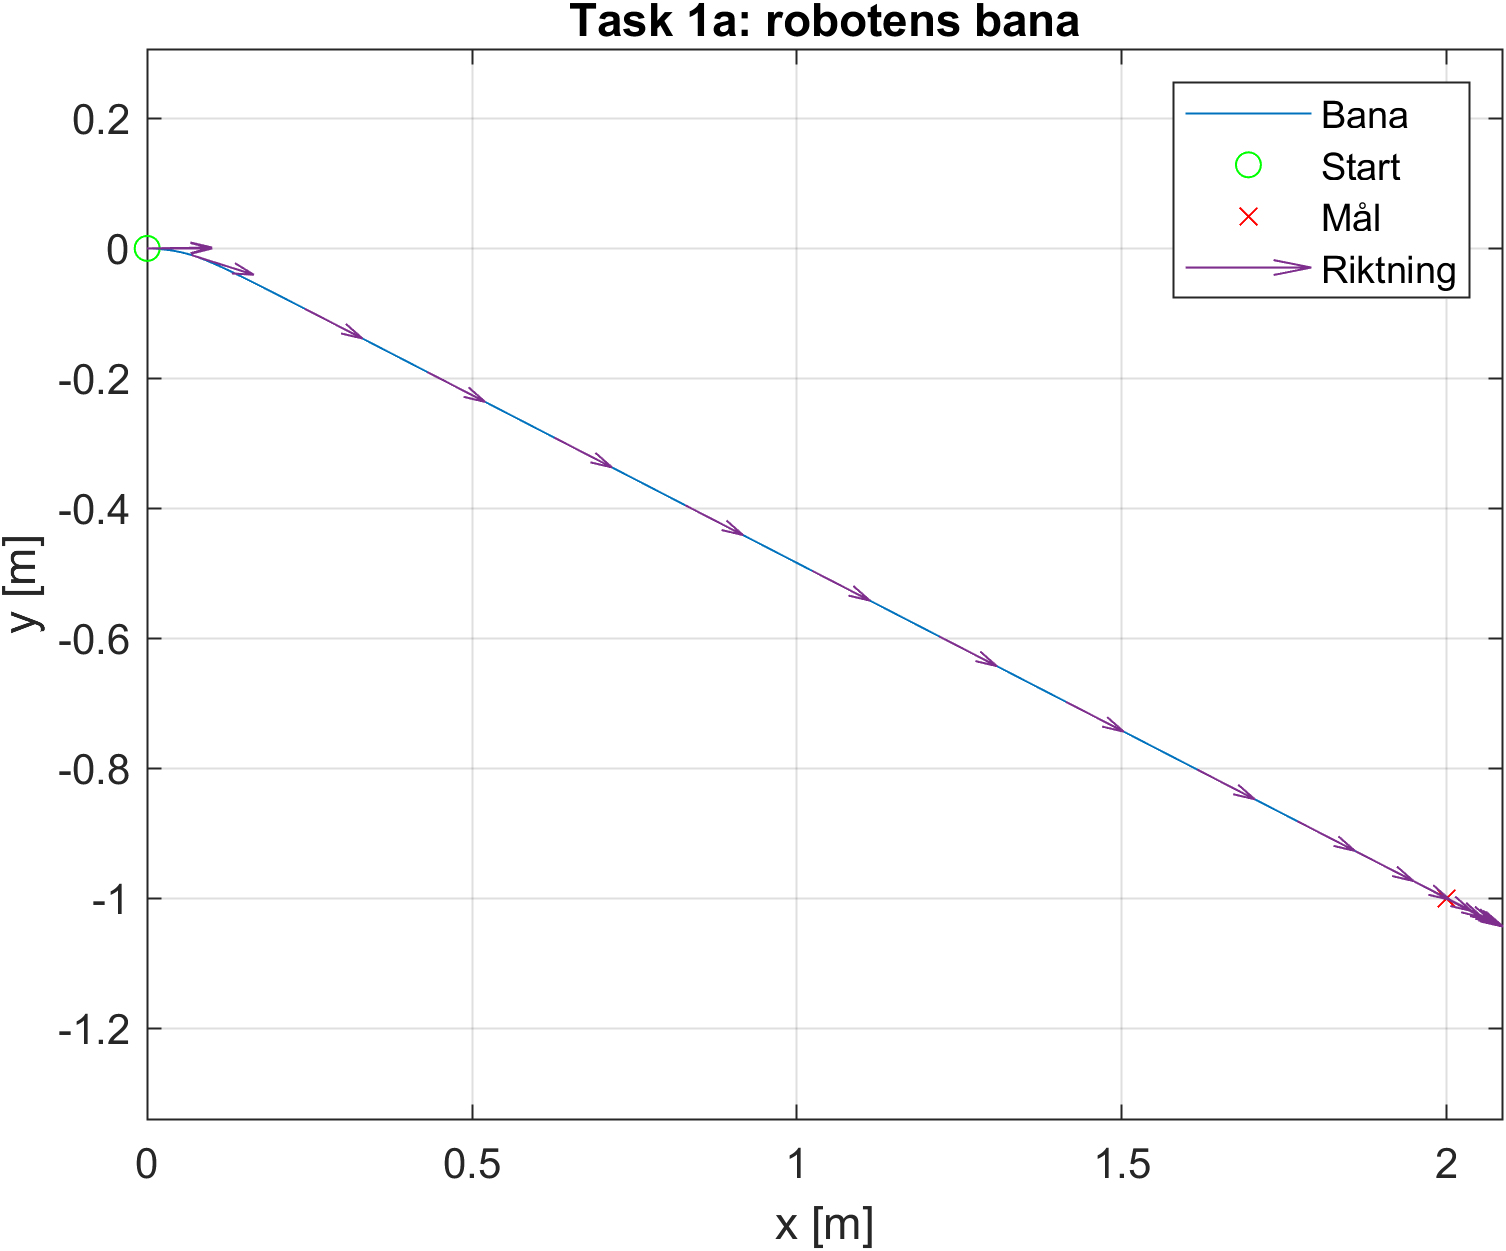 Task 1a: robotens bana
Bana
Start
Mål
Riktning
0.2
0
-0.2
-0.4
-0.6
-0.8
-1
-1.2
y [m]
0 0.5 1 1.5 2
x [m]